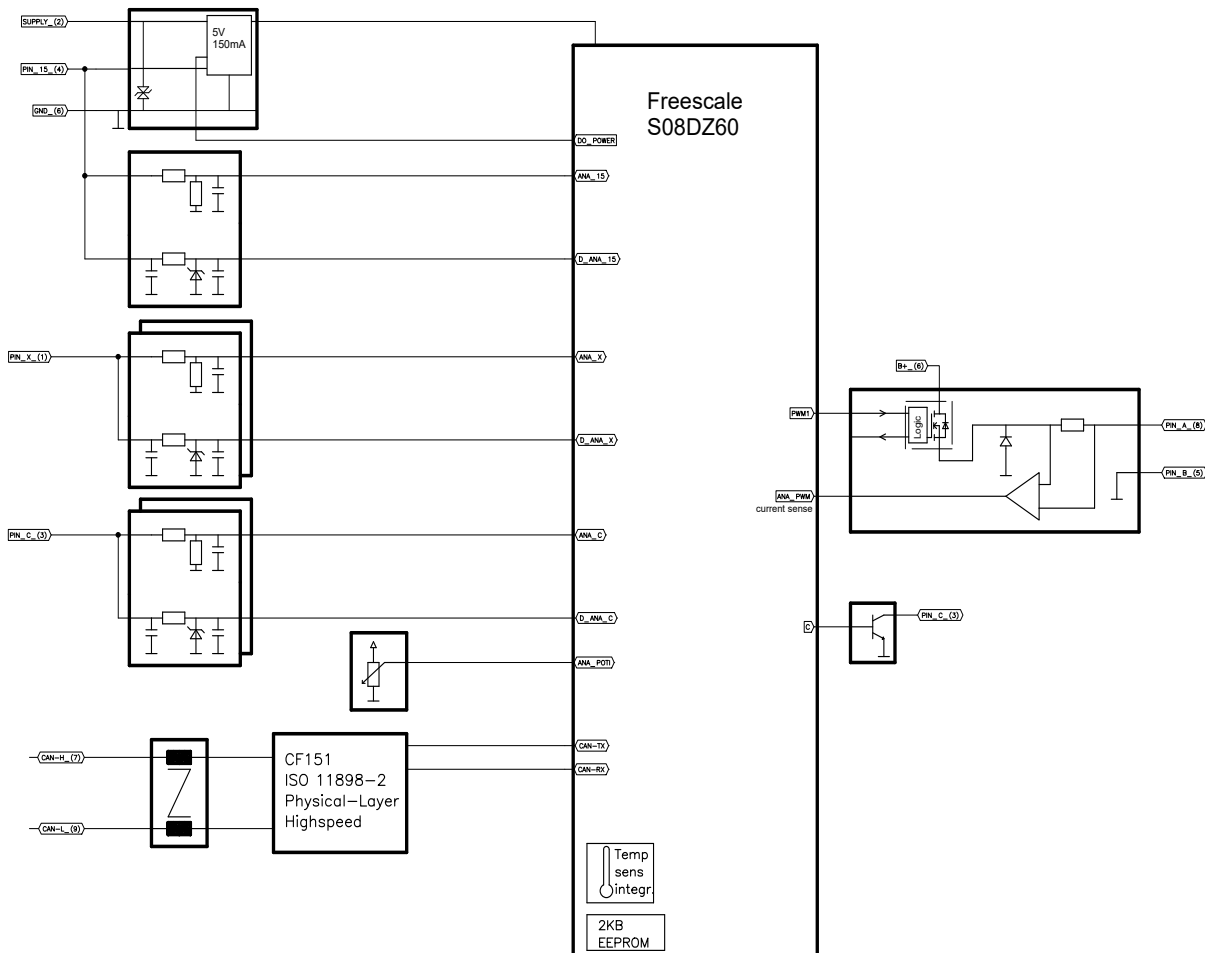 SUPPLY_(2)
5V
150mA
PIN_15_(4)
GND_(6)
Freescale
S08DZ60
DO_POWER
ANA_15
D_ANA_15
PIN_X_(1)
ANA_X
D_ANA_X
B+_(6)
PWM1
Logic
PIN_A_(8)
PIN_B_(5)
ANA_PWM
current sense
PIN_C_(3)
ANA_C
D_ANA_C
C
PIN_C_(3)
ANA_POTI
CAN-H_(7)
CAN-L_(9)
CF151
ISO 11898-2
Physical-Layer
Highspeed
CAN-TX
CAN-RX
Temp
sens
integr.
2KB
EEPROM